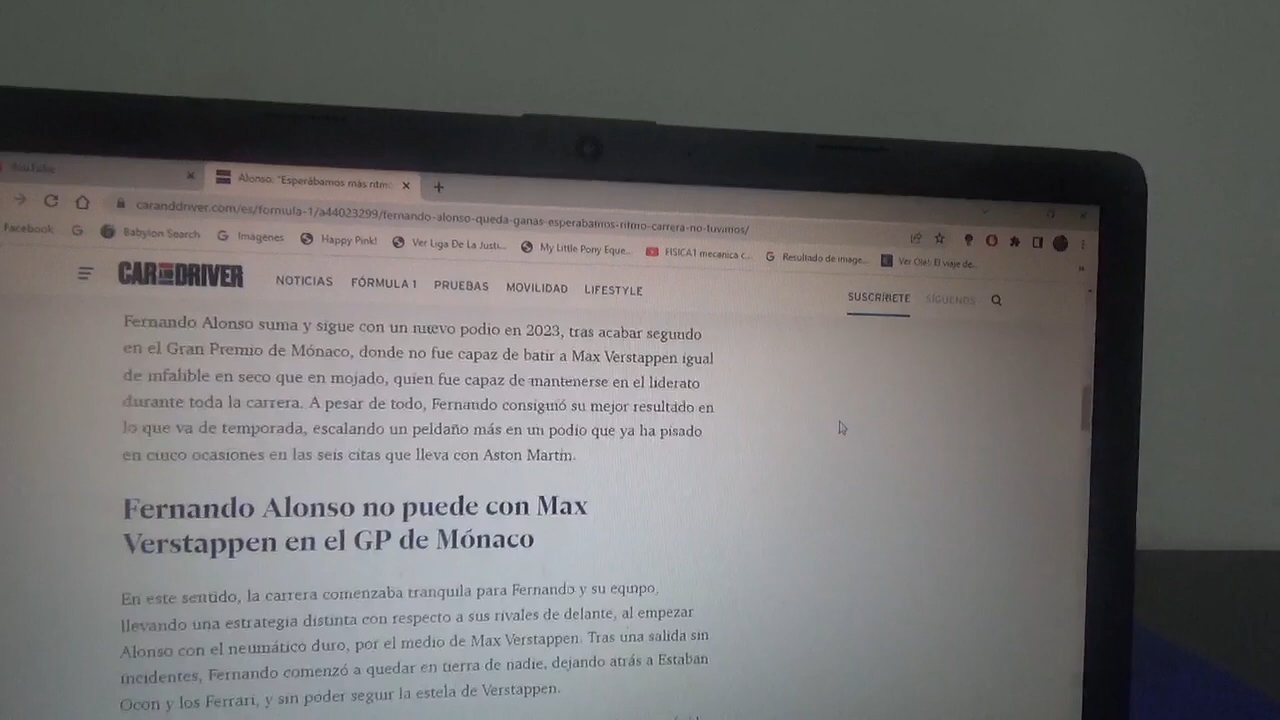 YouTube
Alonso: "Esperábamos más ritm
caranddriver.com/es/formula-1/a44023299/fernando-alonso-queda-ganas-esperabamos-ritmo-carrera-no-tuvimos/
Facebook Babylon Search Imágenes Happy Pink! Ver Liga De La Justi... My Little Pony Eque... FISICA1 mecanica c... Resultado de image... Ver Olé! El viaje de...
CAR AND DRIVER NOTICIAS FÓRMULA 1 PRUEBAS MOVILIDAD LIFESTYLE SUSCRÍBETE SÍGUENOS
Fernando Alonso suma y sigue con un nuevo podio en 2023, tras acabar segundo
en el Gran Premio de Mónaco, donde no fue capaz de batir a Max Verstappen igual
de infalible en seco que en mojado, quien fue capaz de mantenerse en el liderato
durante toda la carrera. A pesar de todo, Fernando consiguió su mejor resultado en
lo que va de temporada, escalando un peldaño más en un podio que ya ha pisado
en cinco ocasiones en las seis citas que lleva con Aston Martin.
Fernando Alonso no puede con Max
Verstappen en el GP de Mónaco
En este sentido, la carrera comenzaba tranquila para Fernando y su equipo,
llevando una estrategia distinta con respecto a sus rivales de delante, al empezar
Alonso con el neumático duro, por el medio de Max Verstappen. Tras una salida sin
incidentes, Fernando comenzó a quedar en tierra de nadie, dejando atrás a Estaban
Ocon y los Ferrari, y sin poder seguir la estela de Verstappen.